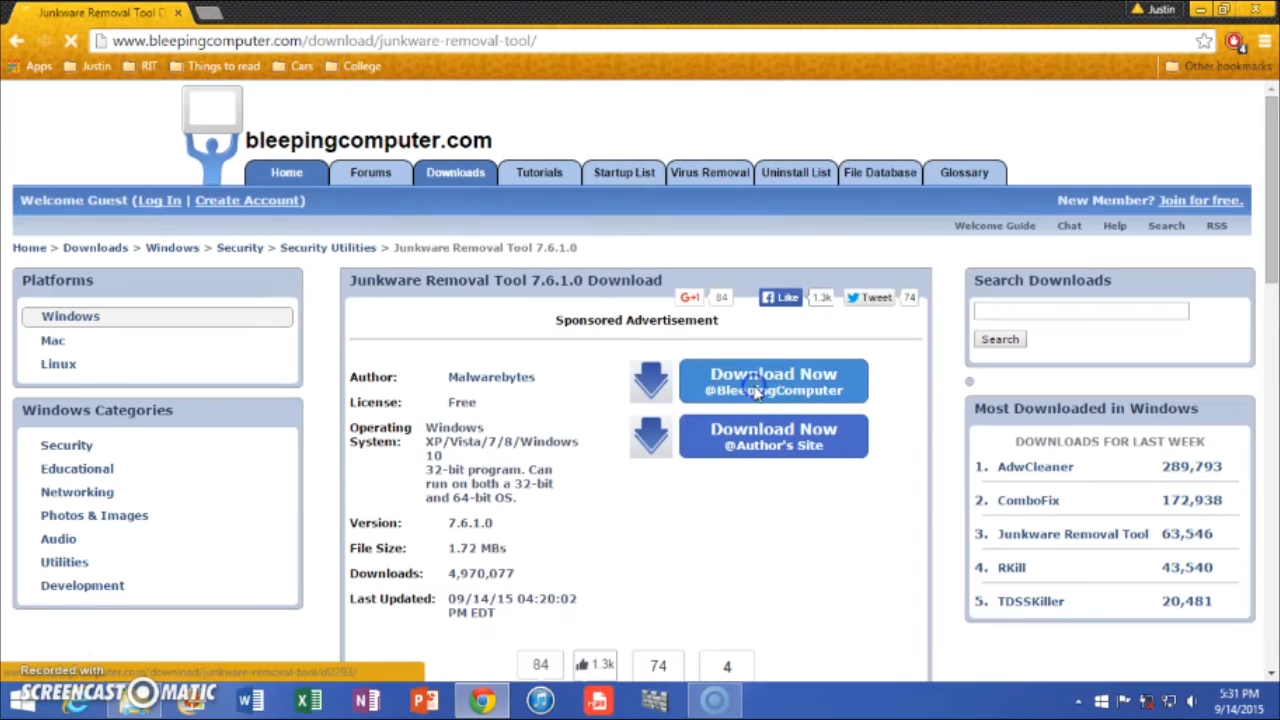 Junkware Removal Tool D
Justin
www.bleepingcomputer.com/download/junkware-removal-tool/
4
Apps Justin RIT Things to read Cars College
Other bookmarks
bleepingcomputer.com
Home Forums Downloads Tutorials Startup List Virus Removal Uninstall List File Database Glossary
Welcome Guest (Log In | Create Account)
New Member? Join for free.
Welcome Guide Chat Help Search RSS
Home > Downloads > Windows > Security > Security Utilities > Junkware Removal Tool 7.6.1.0
Platforms
Windows
Mac
Linux
Windows Categories
Security
Educational
Networking
Photos & Images
Audio
Utilities
Development
Junkware Removal Tool 7.6.1.0 Download
G+1 84 Like 1.3k Tweet 74
Sponsored Advertisement
Author: Malwarebytes
License: Free
Operating System: Windows
XP/Vista/7/8/Windows
10
32-bit program. Can
run on both a 32-bit
and 64-bit OS.
Version: 7.6.1.0
File Size: 1.72 MBs
Downloads: 4,970,077
Last Updated: 09/14/15 04:20:02
PM EDT
Download Now
@BleepingComputer
Download Now
@Author's Site
84 1.3k 74 4
Search Downloads
Search
Most Downloaded in Windows
DOWNLOADS FOR LAST WEEK
1. AdwCleaner 289,793
2. ComboFix 172,938
3. Junkware Removal Tool 63,546
4. RKill 43,540
5. TDSSKiller 20,481
Recorded with
SCREENCAST MATIC
5:31 PM
9/14/2015